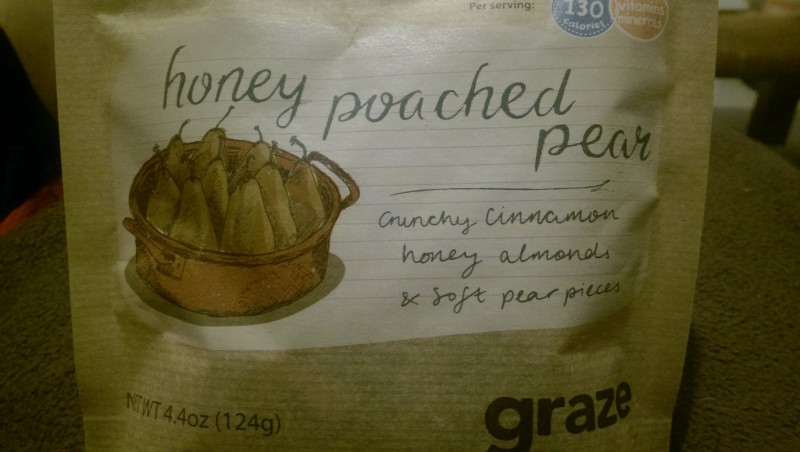 Per serving:
130
calories
vitamins
minerals
honey poached
pear
Crunchy Cinnamon
honey almonds
& Soft pear pieces
NET WT 4.4oz (124g)
graze